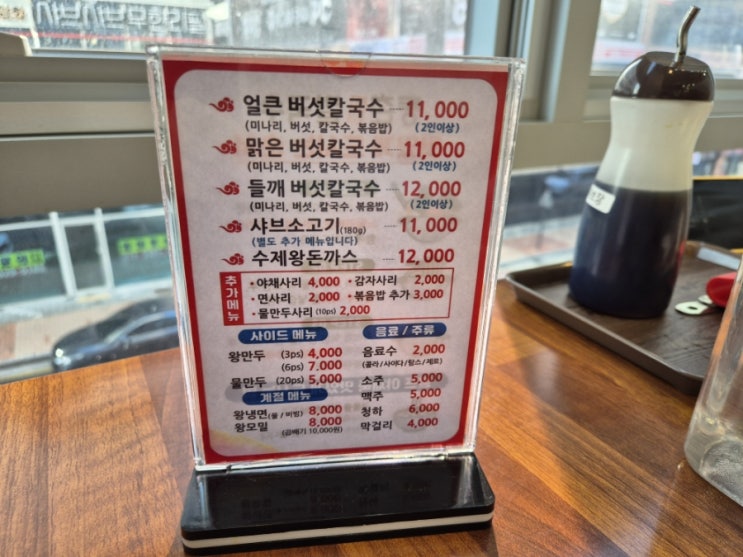 샤브샤브모현칼국
얼큰 버섯칼국수 ---- 11,000
(미나리, 버섯, 칼국수, 볶음밥) (2인이상)
맑은 버섯칼국수 ---- 11,000
(미나리, 버섯, 칼국수, 볶음밥) (2인이상)
들깨 버섯칼국수 ---- 12,000
(미나리, 버섯, 칼국수, 볶음밥) (2인이상)
샤브소고기(180g) ---- 11,000
(별도 추가 메뉴입니다)
수제왕돈까스 ---- 12,000
추가메뉴
·야채사리 4,000 ·감자사리 2,000
·면사리 2,000 ·볶음밥 추가 3,000
·물만두사리 (10ps) 2,000
사이드 메뉴
왕만두 (3ps) 4,000
(6ps) 7,000
물만두 (20ps) 5,000
계절 메뉴
왕냉면(물/비빔) 8,000
왕모밀 8,000
(곱빼기 10,000원)
음료 / 주류
음료수 2,000
(콜라/사이다/탐스/제로)
소주 5,000
맥주 5,000
청하 6,000
막걸리 4,000